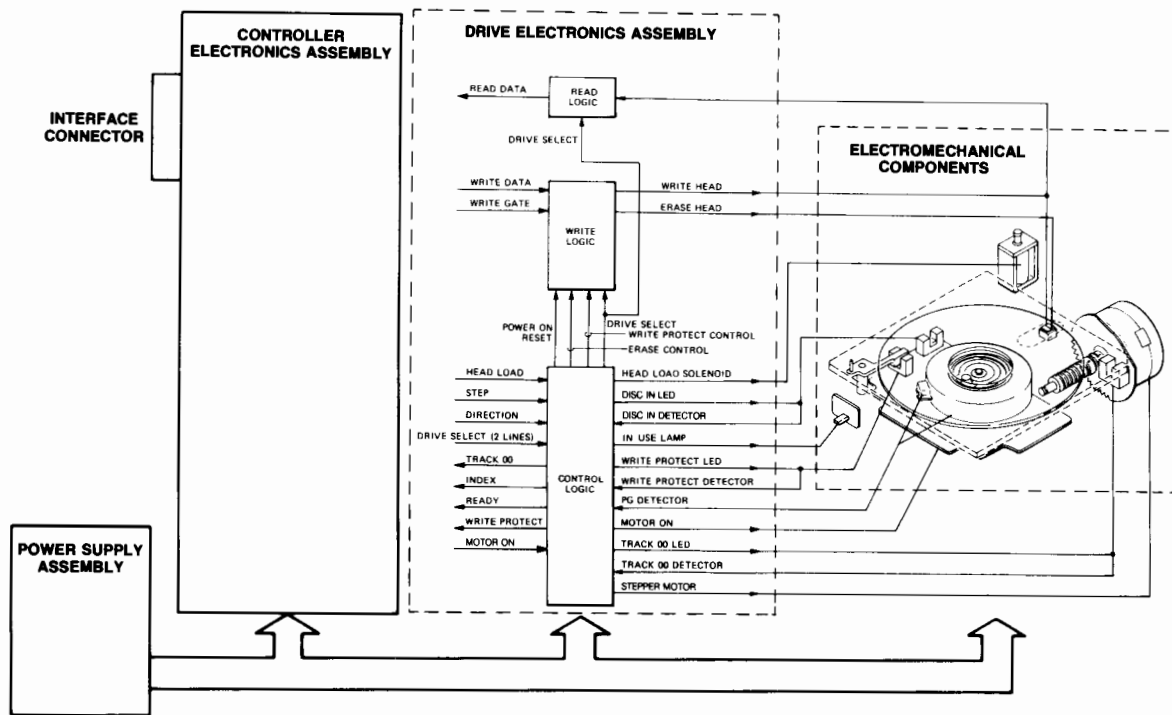 CONTROLLER
ELECTRONICS ASSEMBLY
INTERFACE
CONNECTOR
POWER SUPPLY
ASSEMBLY
DRIVE ELECTRONICS ASSEMBLY
READ DATA
READ
LOGIC
DRIVE SELECT
WRITE DATA
WRITE GATE
WRITE
LOGIC
WRITE HEAD
ERASE HEAD
POWER ON
RESET
DRIVE SELECT
WRITE PROTECT CONTROL
ERASE CONTROL
HEAD LOAD
STEP
DIRECTION
DRIVE SELECT (2 LINES)
TRACK 00
INDEX
READY
WRITE PROTECT
MOTOR ON
CONTROL
LOGIC
HEAD LOAD SOLENOID
DISC IN LED
DISC IN DETECTOR
IN USE LAMP
WRITE PROTECT LED
WRITE PROTECT DETECTOR
PG DETECTOR
MOTOR ON
TRACK 00 LED
TRACK 00 DETECTOR
STEPPER MOTOR
ELECTROMECHANICAL
COMPONENTS